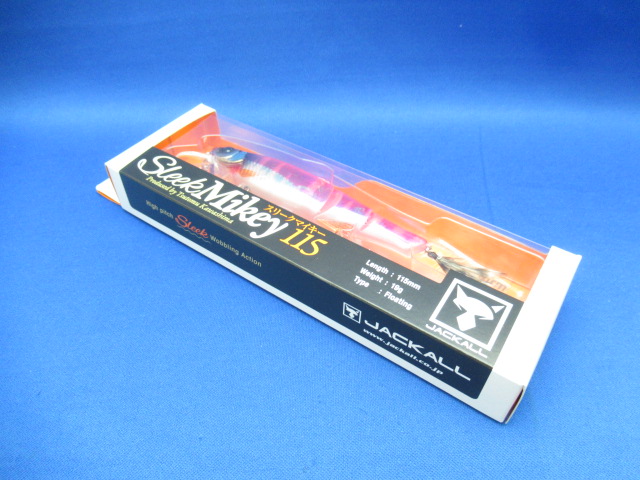 Sleek Mikey 115
スリークマイキー
Produced by Tsutomu Kawashima
High pitch Sleek Wobbling Action
Length : 115mm
Weight : 19g
Type : Floating
JACKALL
JACKALL
www.jackall.co.jp